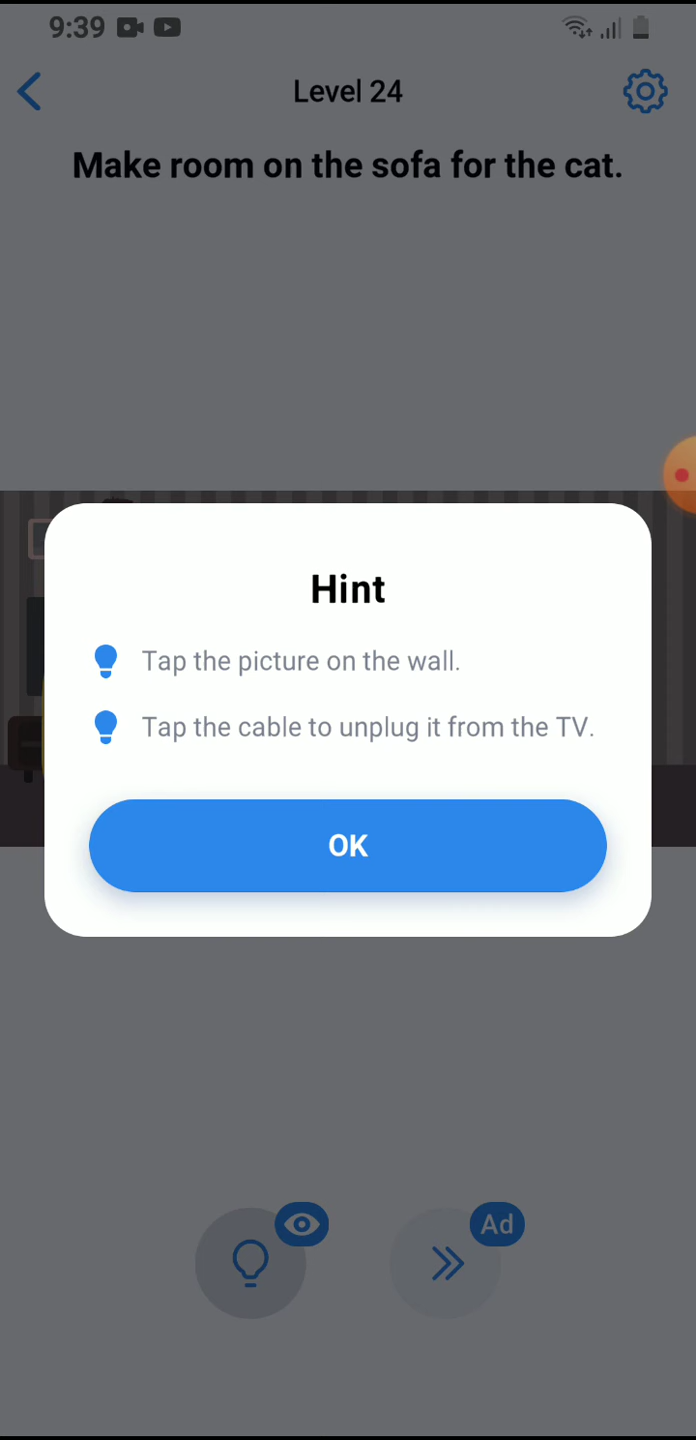 9:39
Level 24
Make room on the sofa for the cat.
Hint
Tap the picture on the wall.
Tap the cable to unplug it from the TV.
OK
Ad